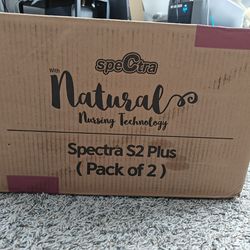 speCtra
With
Natural
Nursing Technology
Spectra S2 Plus
( Pack of 2 )